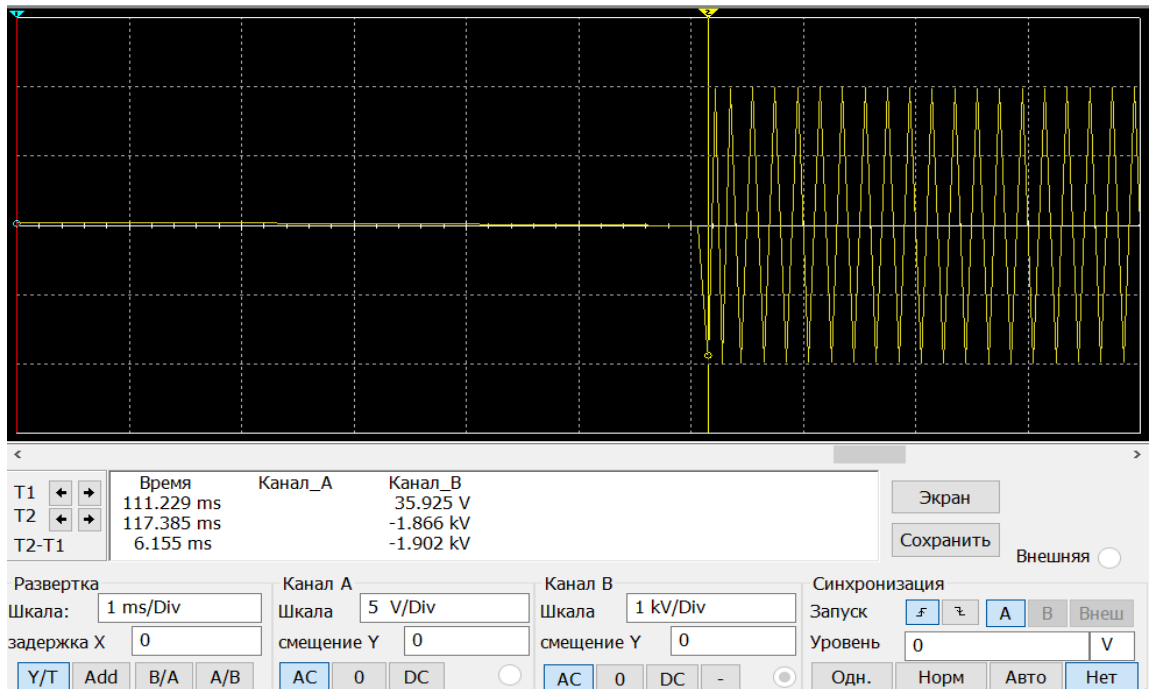 1 2
Время Канал_A Канал_B
T1 111.229 ms 35.925 V
T2 117.385 ms -1.866 kV
T2-T1 6.155 ms -1.902 kV
Экран
Сохранить
Внешняя
Развертка
Шкала: 1 ms/Div
задержка X 0
Y/T Add B/A A/B
Канал A
Шкала 5 V/Div
смещение Y 0
AC 0 DC
Канал B
Шкала 1 kV/Div
смещение Y 0
AC 0 DC -
Синхронизация
Запуск A B Внеш
Уровень 0 V
Одн. Норм Авто Нет